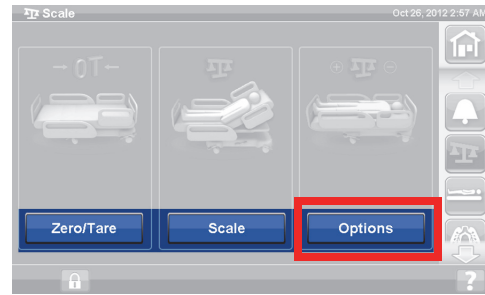 Scale
Oct 26, 2012 2:57 AM
→ 0T ←
Zero/Tare
Scale
Options
?